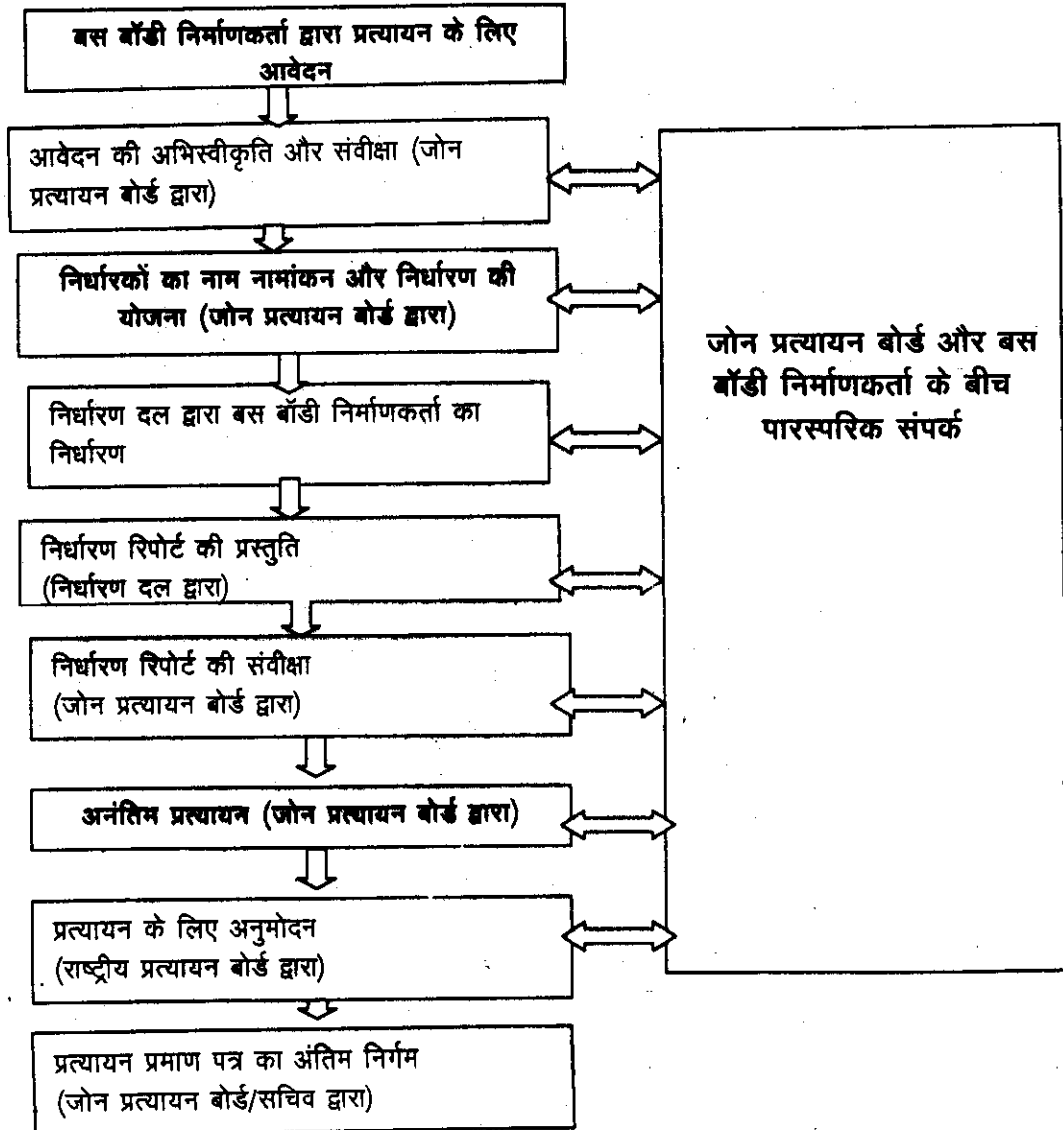 बस बॉडी निर्माणकर्ता द्वारा प्रत्यायन के लिए
आवेदन
आवेदन की अभिस्वीकृति और संवीक्षा (जोन
प्रत्यायन बोर्ड द्वारा)
निर्धारकों का नाम नामांकन और निर्धारण की
योजना (जोन प्रत्यायन बोर्ड द्वारा)
निर्धारण दल द्वारा बस बॉडी निर्माणकर्ता का
निर्धारण
निर्धारण रिपोर्ट की प्रस्तुति
(निर्धारण दल द्वारा)
निर्धारण रिपोर्ट की संवीक्षा
(जोन प्रत्यायन बोर्ड द्वारा)
अनंतिम प्रत्यायन (जोन प्रत्यायन बोर्ड द्वारा)
प्रत्यायन के लिए अनुमोदन
(राष्ट्रीय प्रत्यायन बोर्ड द्वारा)
प्रत्यायन प्रमाण पत्र का अंतिम निर्गम
(जोन प्रत्यायन बोर्ड/सचिव द्वारा)
जोन प्रत्यायन बोर्ड और बस
बॉडी निर्माणकर्ता के बीच
पारस्परिक संपर्क